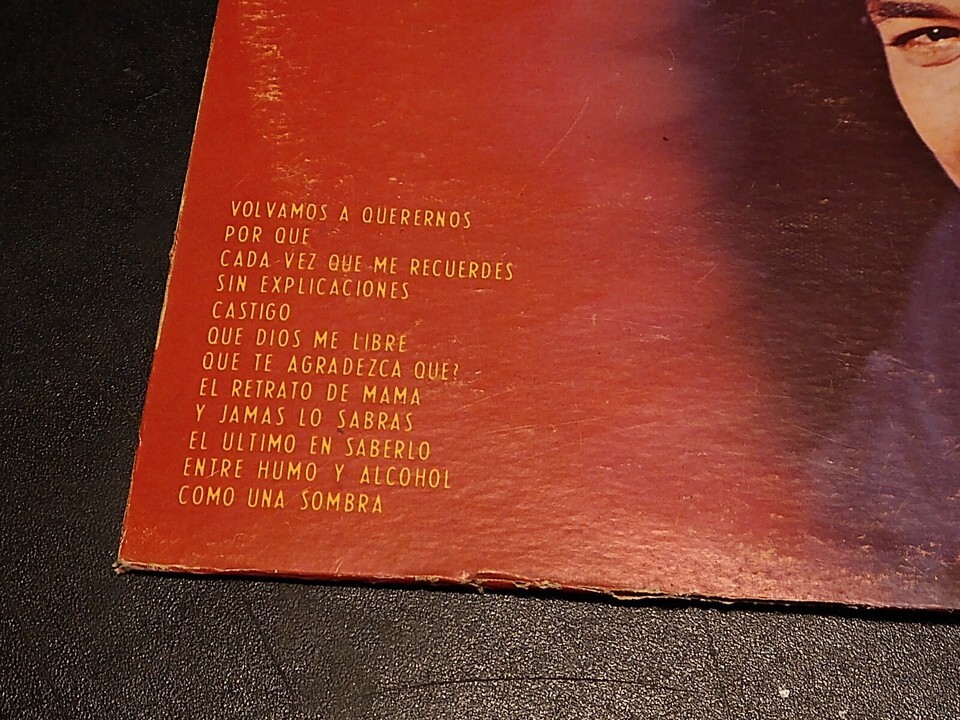 VOLVAMOS A QUERERNOS
POR QUE
CADA VEZ QUE ME RECUERDES
SIN EXPLICACIONES
CASTIGO
QUE DIOS ME LIBRE
QUE TE AGRADEZCA QUE?
EL RETRATO DE MAMA
Y JAMAS LO SABRAS
EL ULTIMO EN SABERLO
ENTRE HUMO Y ALCOHOL
COMO UNA SOMBRA